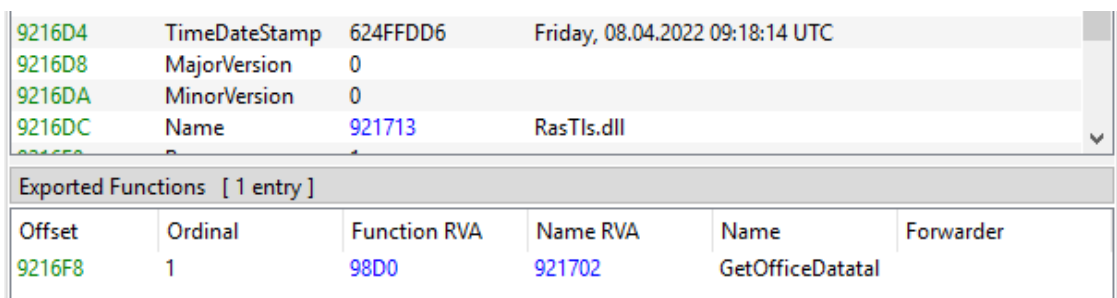 9216D4 TimeDateStamp 624FFDD6 Friday, 08.04.2022 09:18:14 UTC
9216D8 MajorVersion 0
9216DA MinorVersion 0
9216DC Name 921713 RasTls.dll
Exported Functions [ 1 entry ]
Offset Ordinal Function RVA Name RVA Name Forwarder
9216F8 1 98D0 921702 GetOfficeDatatal